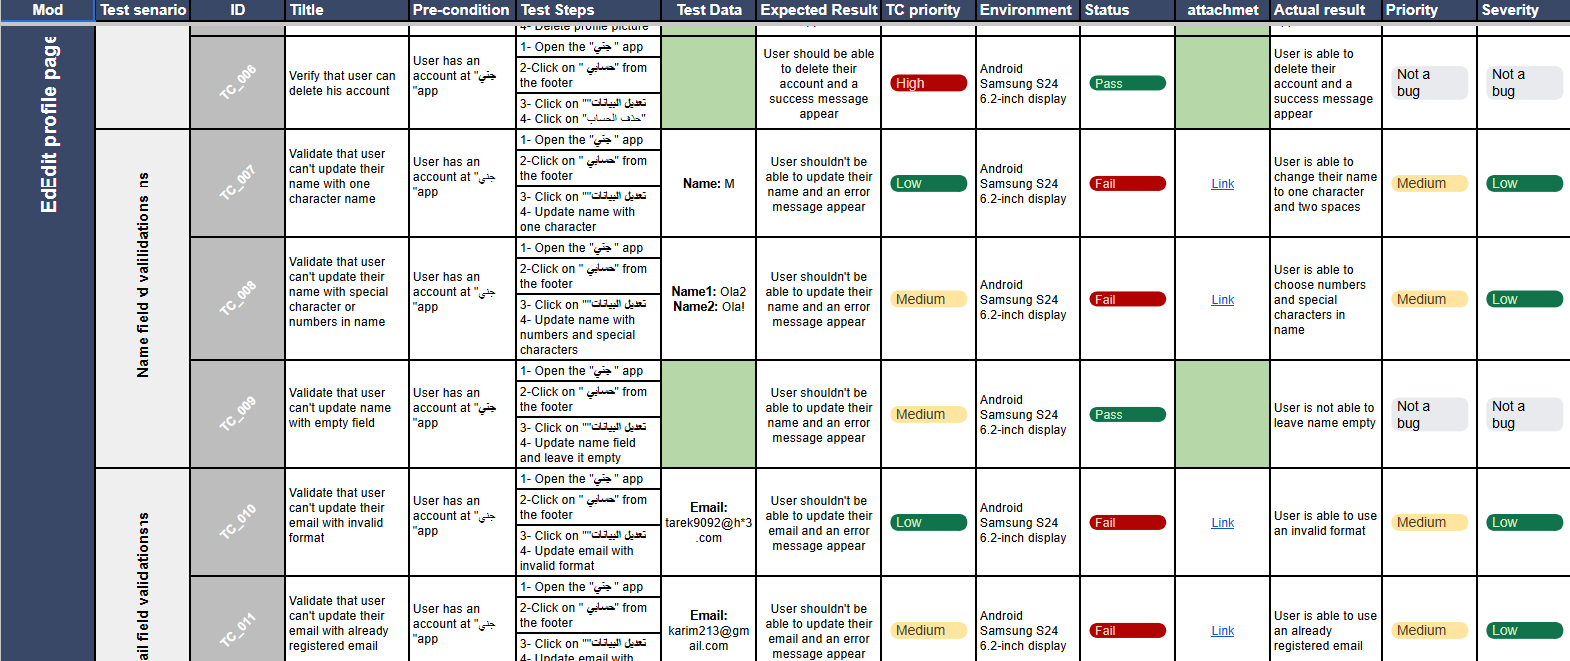 Mod Test senario ID Tiltle Pre-condition Test Steps Test Data Expected Result TC priority Environment Status attachmet Actual result Priority Severity
EdEdit profile page
4- Delete profile picture
TC_006
Verify that user can
delete his account
User has an
account at "جني
"app
1- Open the "جني " app
2-Click on " حسابي" from
the footer
3- Click on ""تعديل البيانات
4- Click on "حذف الحساب"
User should be able
to delete their
account and a
success message
appear
High
Android
Samsung S24
6.2-inch display
Pass
User is able to
delete their
account and a
success message
appear
Not a
bug
Not a
bug
Name field
TC_007
Validate that user
can't update their
name with one
character name
User has an
account at "جني
"app
1- Open the "جني " app
2-Click on " حسابي" from
the footer
3- Click on ""تعديل البيانات
4- Update name with
one character
Name: M
User shouldn't be
able to update their
name and an error
message appear
Low
Android
Samsung S24
6.2-inch display
Fail
Link
User is able to
change their name
to one character
and two spaces
Medium
Low
TC_008
Validate that user
can't update their
name with special
character or
numbers in name
User has an
account at "جني
"app
1- Open the "جني " app
2-Click on " حسابي" from
the footer
3- Click on ""تعديل البيانات
4- Update name with
numbers and special
characters
Name1: Ola2
Name2: Ola!
User shouldn't be
able to update their
name and an error
message appear
Medium
Android
Samsung S24
6.2-inch display
Fail
Link
User is able to
choose numbers
and special
characters in
name
Medium
Low
TC_009
Validate that user
can't update name
with empty field
User has an
account at "جني
"app
1- Open the "جني " app
2-Click on " حسابي" from
the footer
3- Click on ""تعديل البيانات
4- Update name field
and leave it empty
User shouldn't be
able to update their
name and an error
message appear
Medium
Android
Samsung S24
6.2-inch display
Pass
User is not able to
leave name empty
Not a
bug
Not a
bug
ail field validationsrs
TC_010
Validate that user
can't update their
email with invalid
format
User has an
account at "جني
"app
1- Open the "جني " app
2-Click on " حسابي" from
the footer
3- Click on ""تعديل البيانات
4- Update email with
invalid format
Email:
tarek9092@h*3
.com
User shouldn't be
able to update their
email and an error
message appear
Low
Android
Samsung S24
6.2-inch display
Fail
Link
User is able to use
an invalid format
Medium
Low
TC_011
Validate that user
can't update their
email with already
registered email
User has an
account at "جني
"app
1- Open the "جني " app
2-Click on " حسابي" from
the footer
3- Click on ""تعديل البيانات
4- Update email with
Email:
karim213@gm
ail.com
User shouldn't be
able to update their
email and an error
message appear
Medium
Android
Samsung S24
6.2-inch display
Fail
Link
User is able to use
an already
registered email
Medium
Low